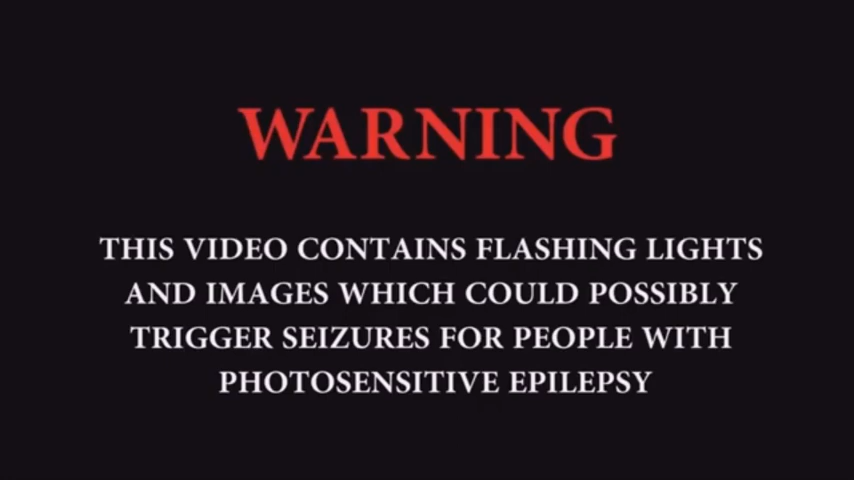 WARNING
THIS VIDEO CONTAINS FLASHING LIGHTS
AND IMAGES WHICH COULD POSSIBLY
TRIGGER SEIZURES FOR PEOPLE WITH
PHOTOSENSITIVE EPILEPSY